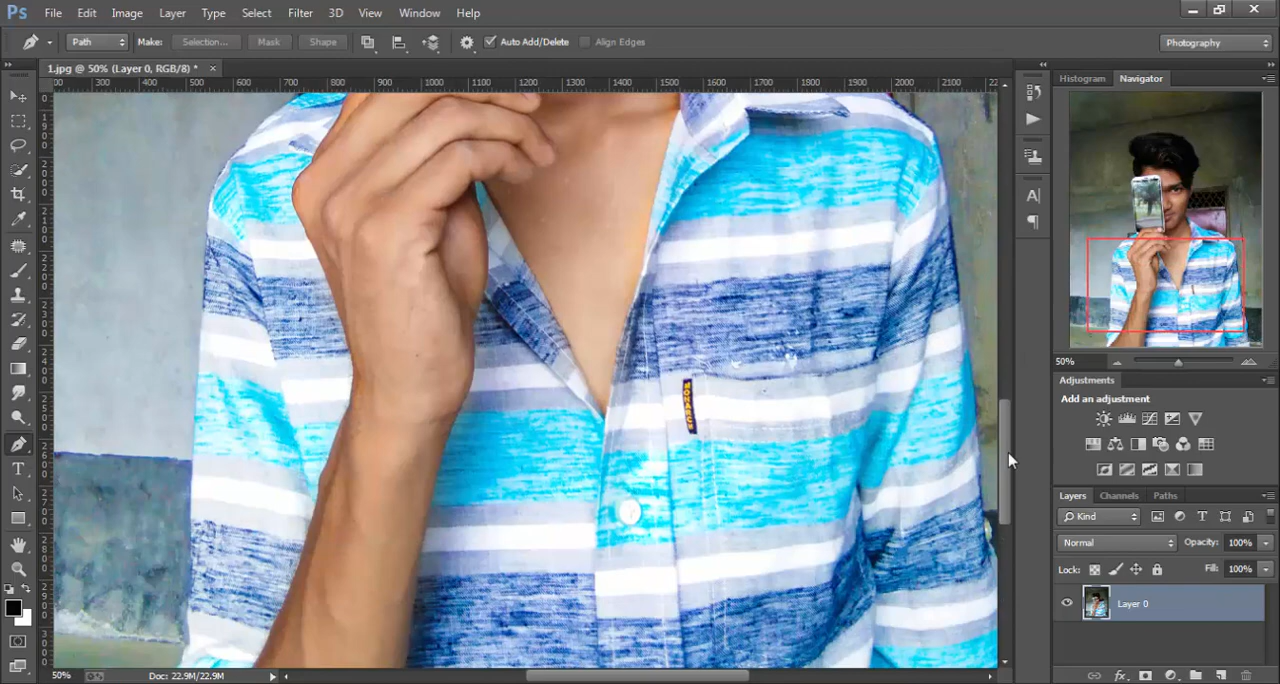 Ps File Edit Image Layer Type Select Filter 3D View Window Help
Path Make: Selection... Mask Shape Auto Add/Delete Align Edges Photography
1.jpg @ 50% (Layer 0, RGB/8) * ×
300 400 500 600 700 800 900 1000 1100 1200 1300 1400 1500 1600 1700 1800 1900 2000 2100
Histogram Navigator
50%
Adjustments
Add an adjustment
MONARCH
Layers Channels Paths
Kind
Normal Opacity: 100%
Lock: Fill: 100%
Layer 0
50% Doc: 22.9M/22.9M